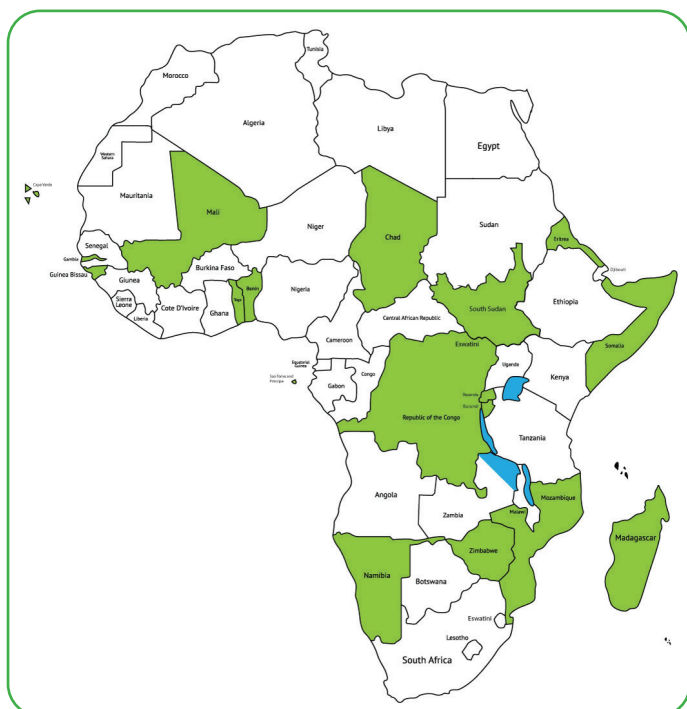 Tunisia
Morocco
Algeria
Libya
Egypt
Western
Sahara
Cape Verde
Mauritania
Mali
Niger
Chad
Sudan
Eritrea
Senegal
Gambia
Djibouti
Guinea Bissau
Giunea
Burkina Faso
Benin
Nigeria
Sierra
Leone
Cote D'Ivoire
Ghana
Liberia
South Sudan
Ethiopia
Central African Republic
Cameroon
Eswatini
Somalia
Equatorial
Guinea
Congo
Uganda
Kenya
Sao Tome and
Principe
Gabon
Rwanda
Burundi
Republic of the Congo
Tanzania
Angola
Mozambique
Malawi
Zambia
Madagascar
Zimbabwe
Namibia
Botswana
Eswatini
Lesotho
South Africa